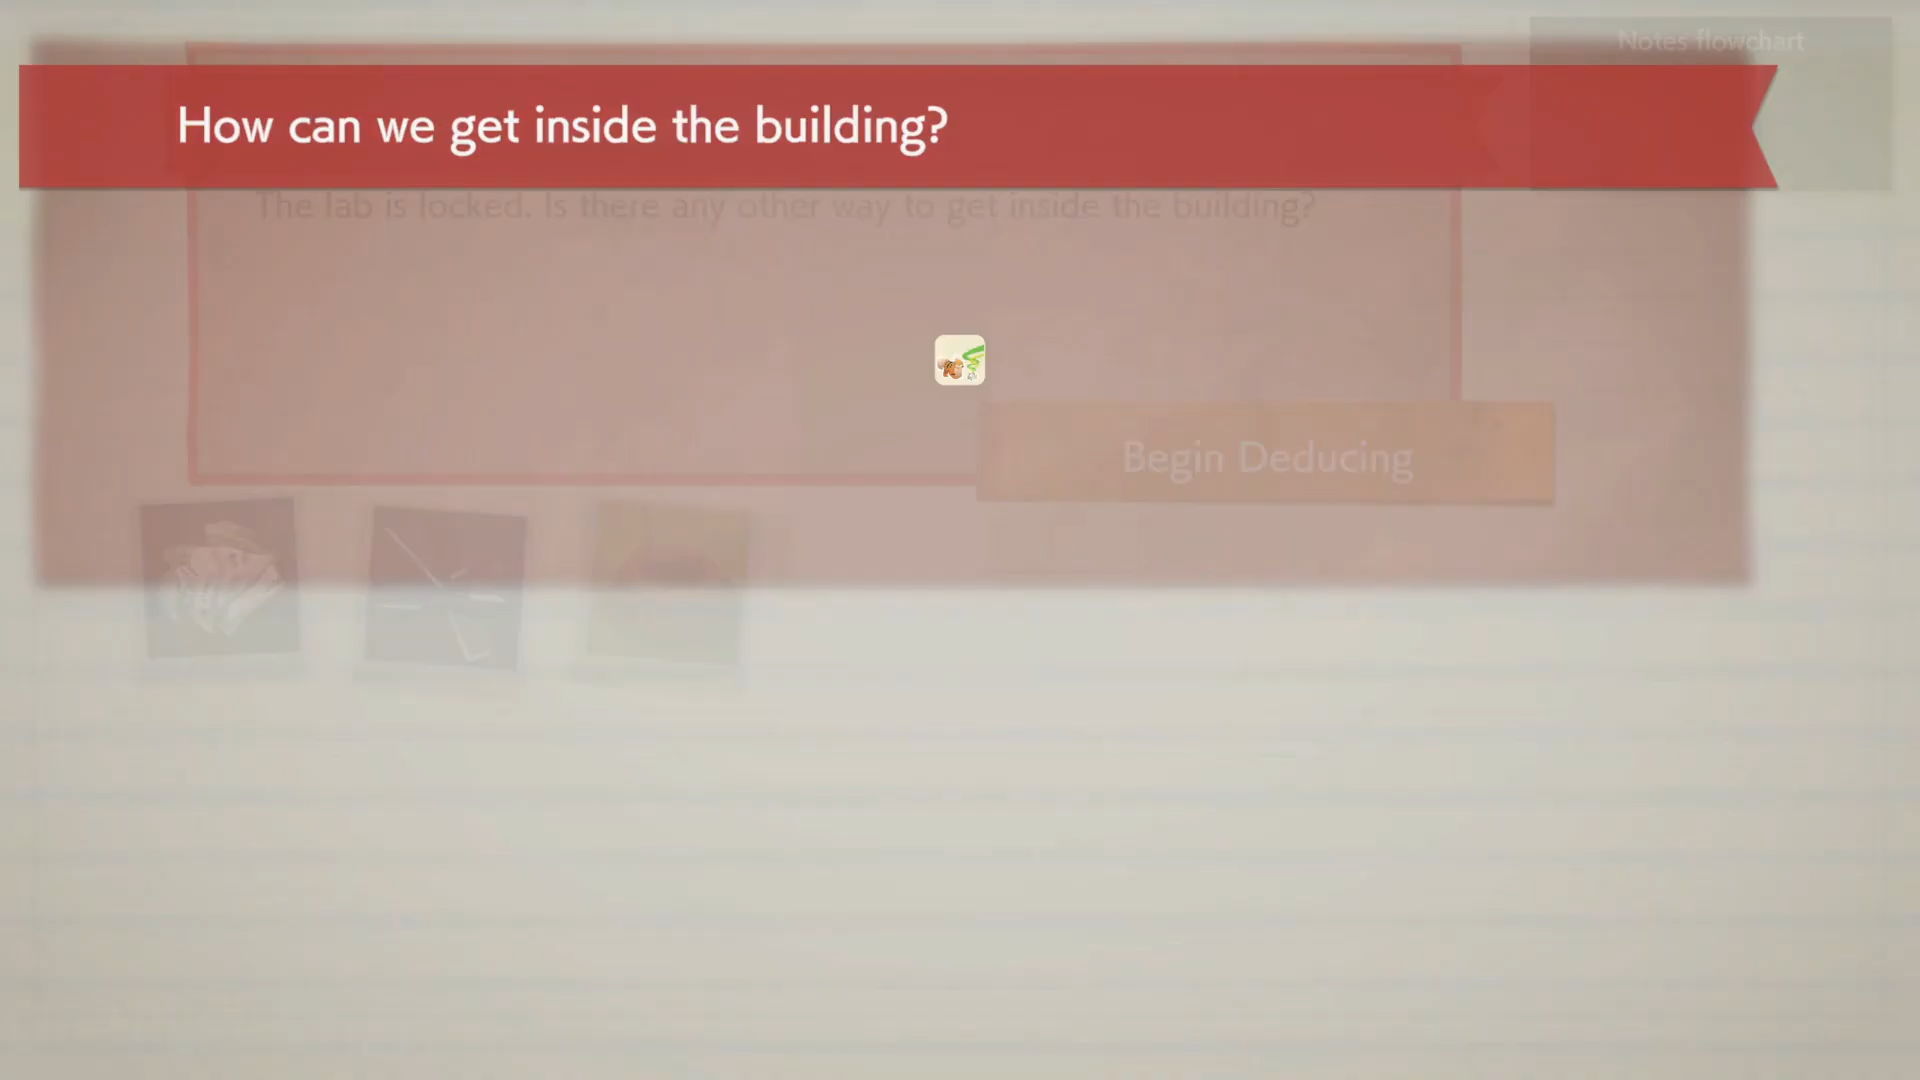 Notes flowchart
How can we get inside the building?
The lab is locked. Is there any other way to get inside the building?
Begin Deducing